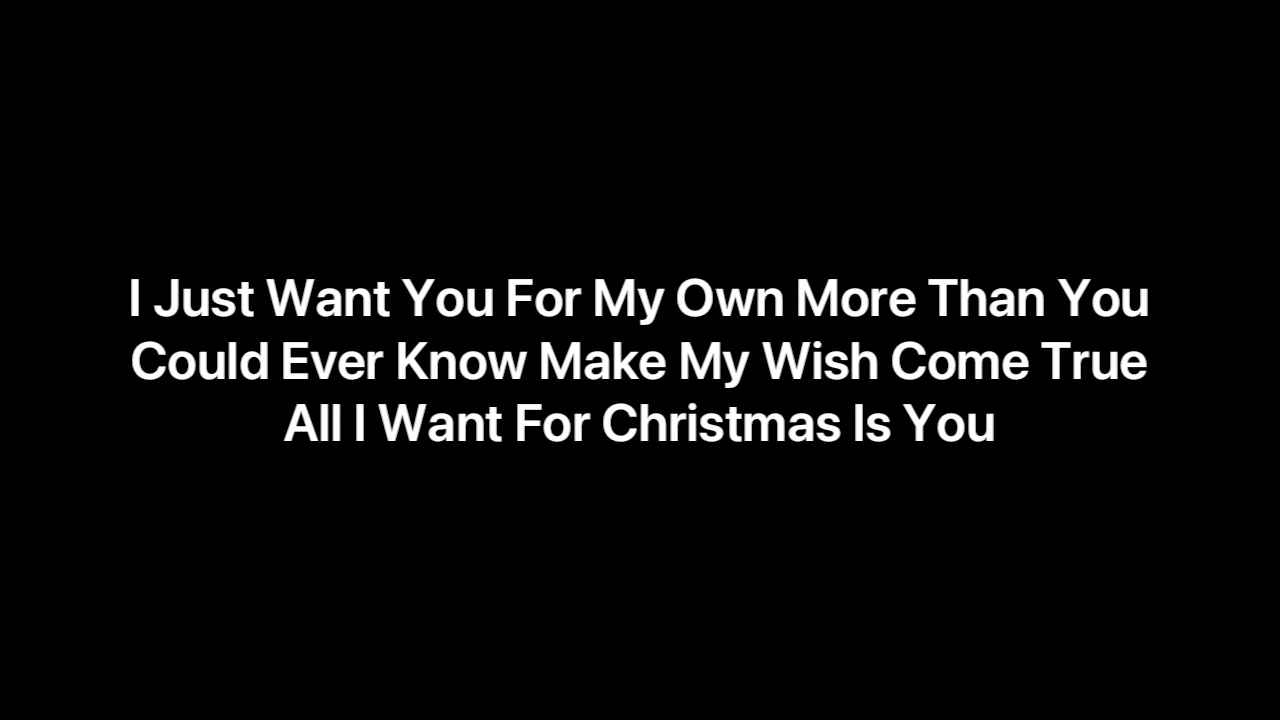 I Just Want You For My Own More Than You
Could Ever Know Make My Wish Come True
All I Want For Christmas Is You